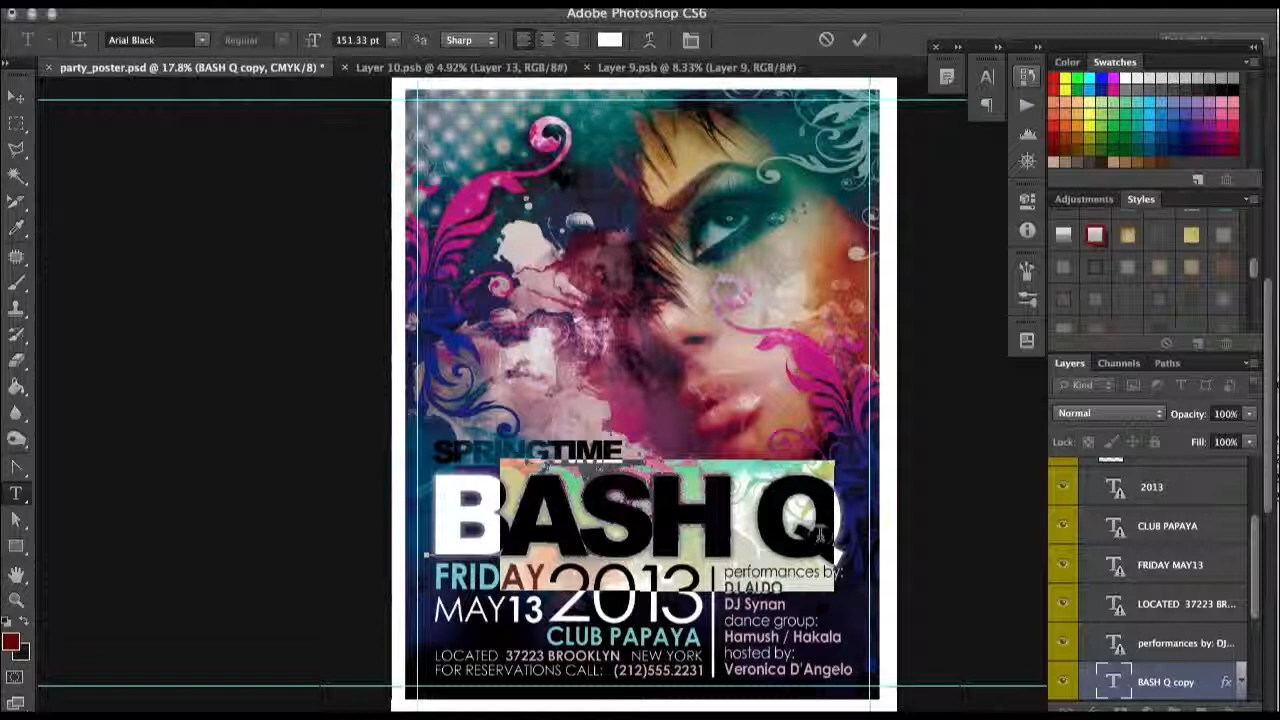 Adobe Photoshop CS6
Arial Black
Regular
151.33 pt
Sharp
party_poster.psd @ 17.8% (BASH Q copy, CMYK/8) *
Layer 10.psb @ 4.92% (Layer 13, RGB/8#)
Layer 9.psb @ 8.33% (Layer 9, RGB/8#)
Color
Swatches
Adjustments
Styles
Layers
Channels
Paths
Kind
Normal
Opacity: 100%
Lock:
Fill: 100%
2013
CLUB PAPAYA
FRIDAY MAY13
LOCATED 37223 BR...
performances by: DJ...
BASH Q copy
fx
SPRINGTIME
BASH Q
FRIDAY
MAY13
2013
CLUB PAPAYA
LOCATED 37223 BROOKLYN NEW YORK
FOR RESERVATIONS CALL: (212)555.2231
performances by:
DJ ALDO
DJ Synan
dance group:
Hamush / Hakala
hosted by:
Veronica D'Angelo